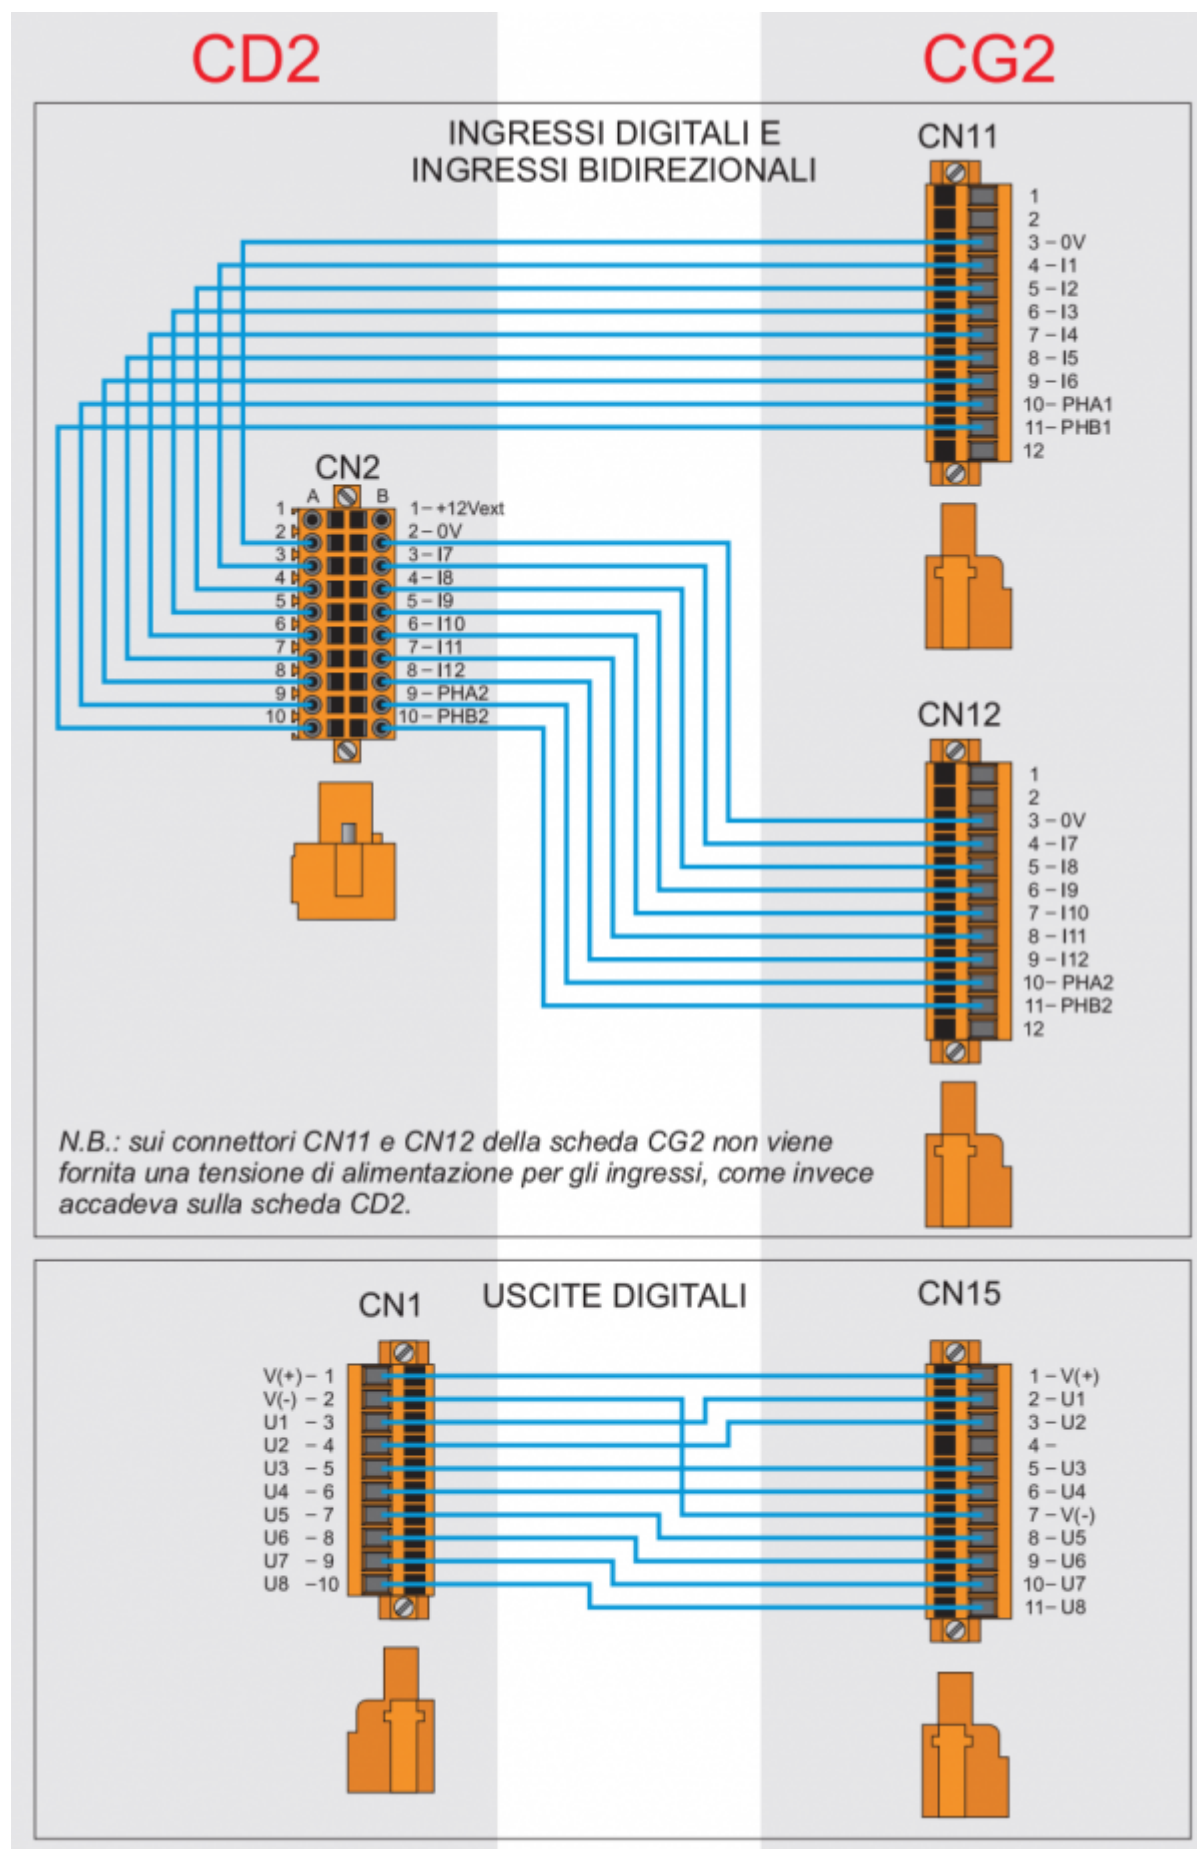 CD2
CG2
INGRESSI DIGITALI E
INGRESSI BIDIREZIONALI
CN11
1
2
3 – 0V
4 – I1
5 – I2
6 – I3
7 – I4
8 – I5
9 – I6
10– PHA1
11– PHB1
12
CN2
A B
1 1– +12Vext
2 2– 0V
3 3– I7
4 4– I8
5 5– I9
6 6– I10
7 7– I11
8 8– I12
9 9– PHA2
10 10– PHB2
CN12
1
2
3 – 0V
4 – I7
5 – I8
6 – I9
7 – I10
8 – I11
9 – I12
10– PHA2
11– PHB2
12
N.B.: sui connettori CN11 e CN12 della scheda CG2 non viene
fornita una tensione di alimentazione per gli ingressi, come invece
accadeva sulla scheda CD2.
USCITE DIGITALI
CN1
V(+) – 1
V(-) – 2
U1 – 3
U2 – 4
U3 – 5
U4 – 6
U5 – 7
U6 – 8
U7 – 9
U8 –10
CN15
1 – V(+)
2 – U1
3 – U2
4 –
5 – U3
6 – U4
7 – V(-)
8 – U5
9 – U6
10– U7
11– U8